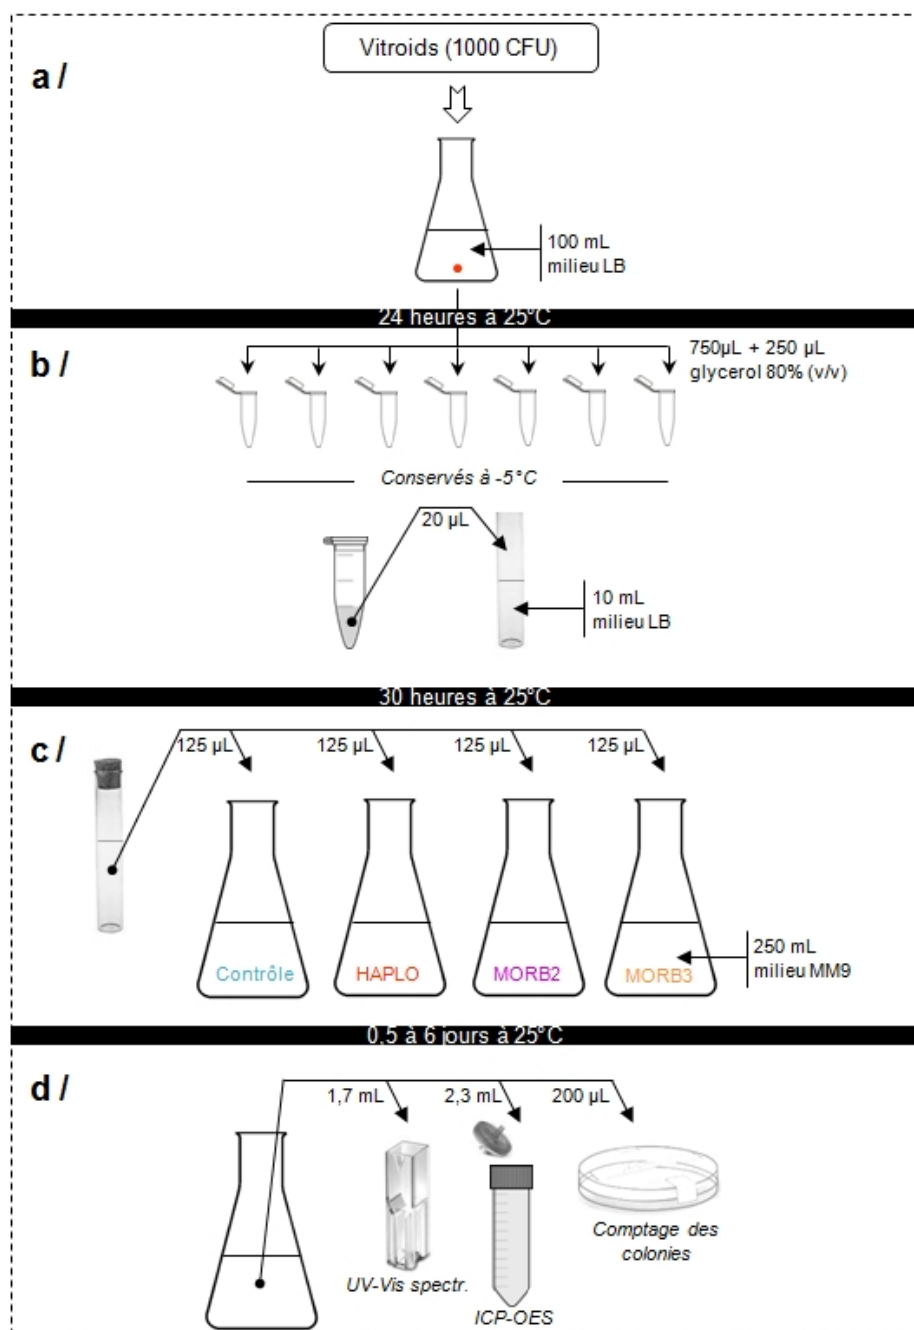 Vitroids (1000 CFU)
a /
100 mL
milieu LB
24 heures à 25°C
b /
750µL + 250 µL
glycerol 80% (v/v)
Conservés à -5°C
20 µL
10 mL
milieu LB
30 heures à 25°C
c /
125 µL
125 µL
125 µL
125 µL
Contrôle
HAPLO
MORB2
MORB3
250 mL
milieu MM9
0,5 à 6 jours à 25°C
d /
1,7 mL
2,3 mL
200 µL
UV-Vis spectr.
ICP-OES
Comptage des
colonies